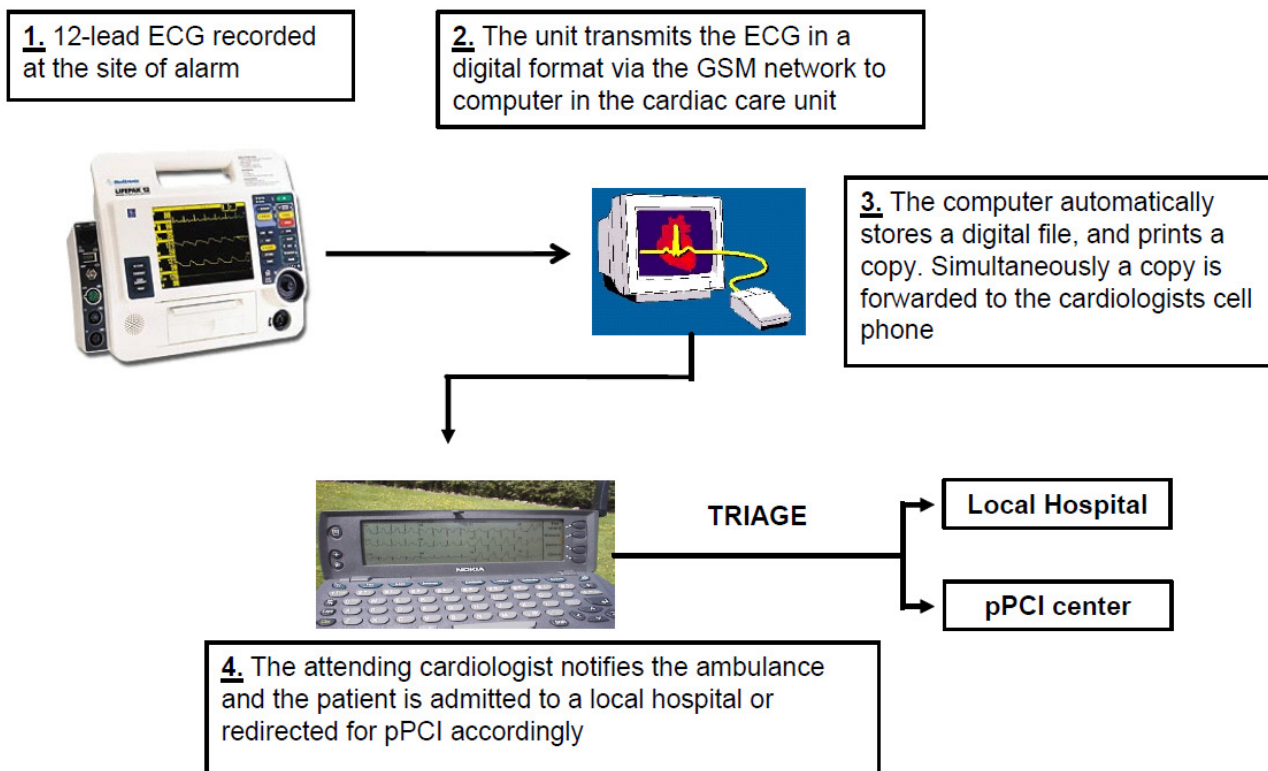 1. 12-lead ECG recorded
at the site of alarm
2. The unit transmits the ECG in a
digital format via the GSM network to
computer in the cardiac care unit
LIFEPAK 12
3. The computer automatically
stores a digital file, and prints a
copy. Simultaneously a copy is
forwarded to the cardiologists cell
phone
NOKIA
TRIAGE
Local Hospital
pPCI center
4. The attending cardiologist notifies the ambulance
and the patient is admitted to a local hospital or
redirected for pPCI accordingly